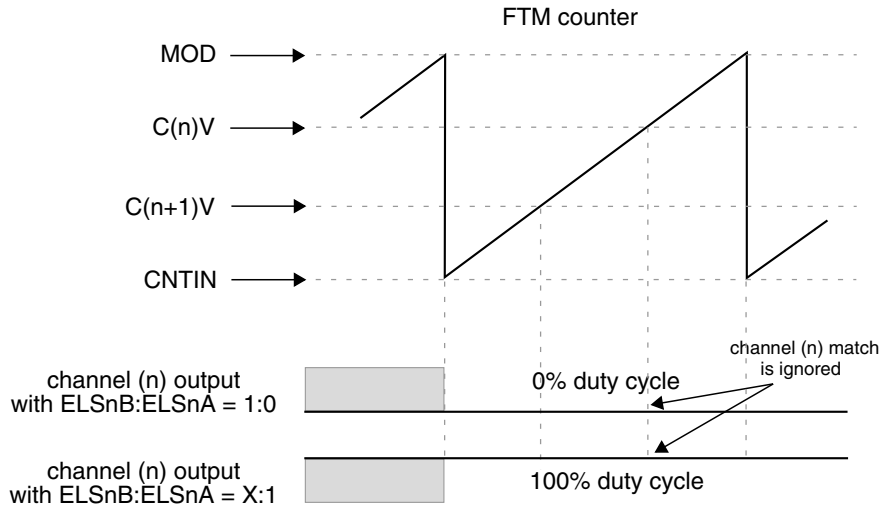 FTM counter
MOD
C(n)V
C(n+1)V
CNTIN
channel (n) match
is ignored
channel (n) output
with ELSnB:ELSnA = 1:0
0% duty cycle
channel (n) output
with ELSnB:ELSnA = X:1
100% duty cycle